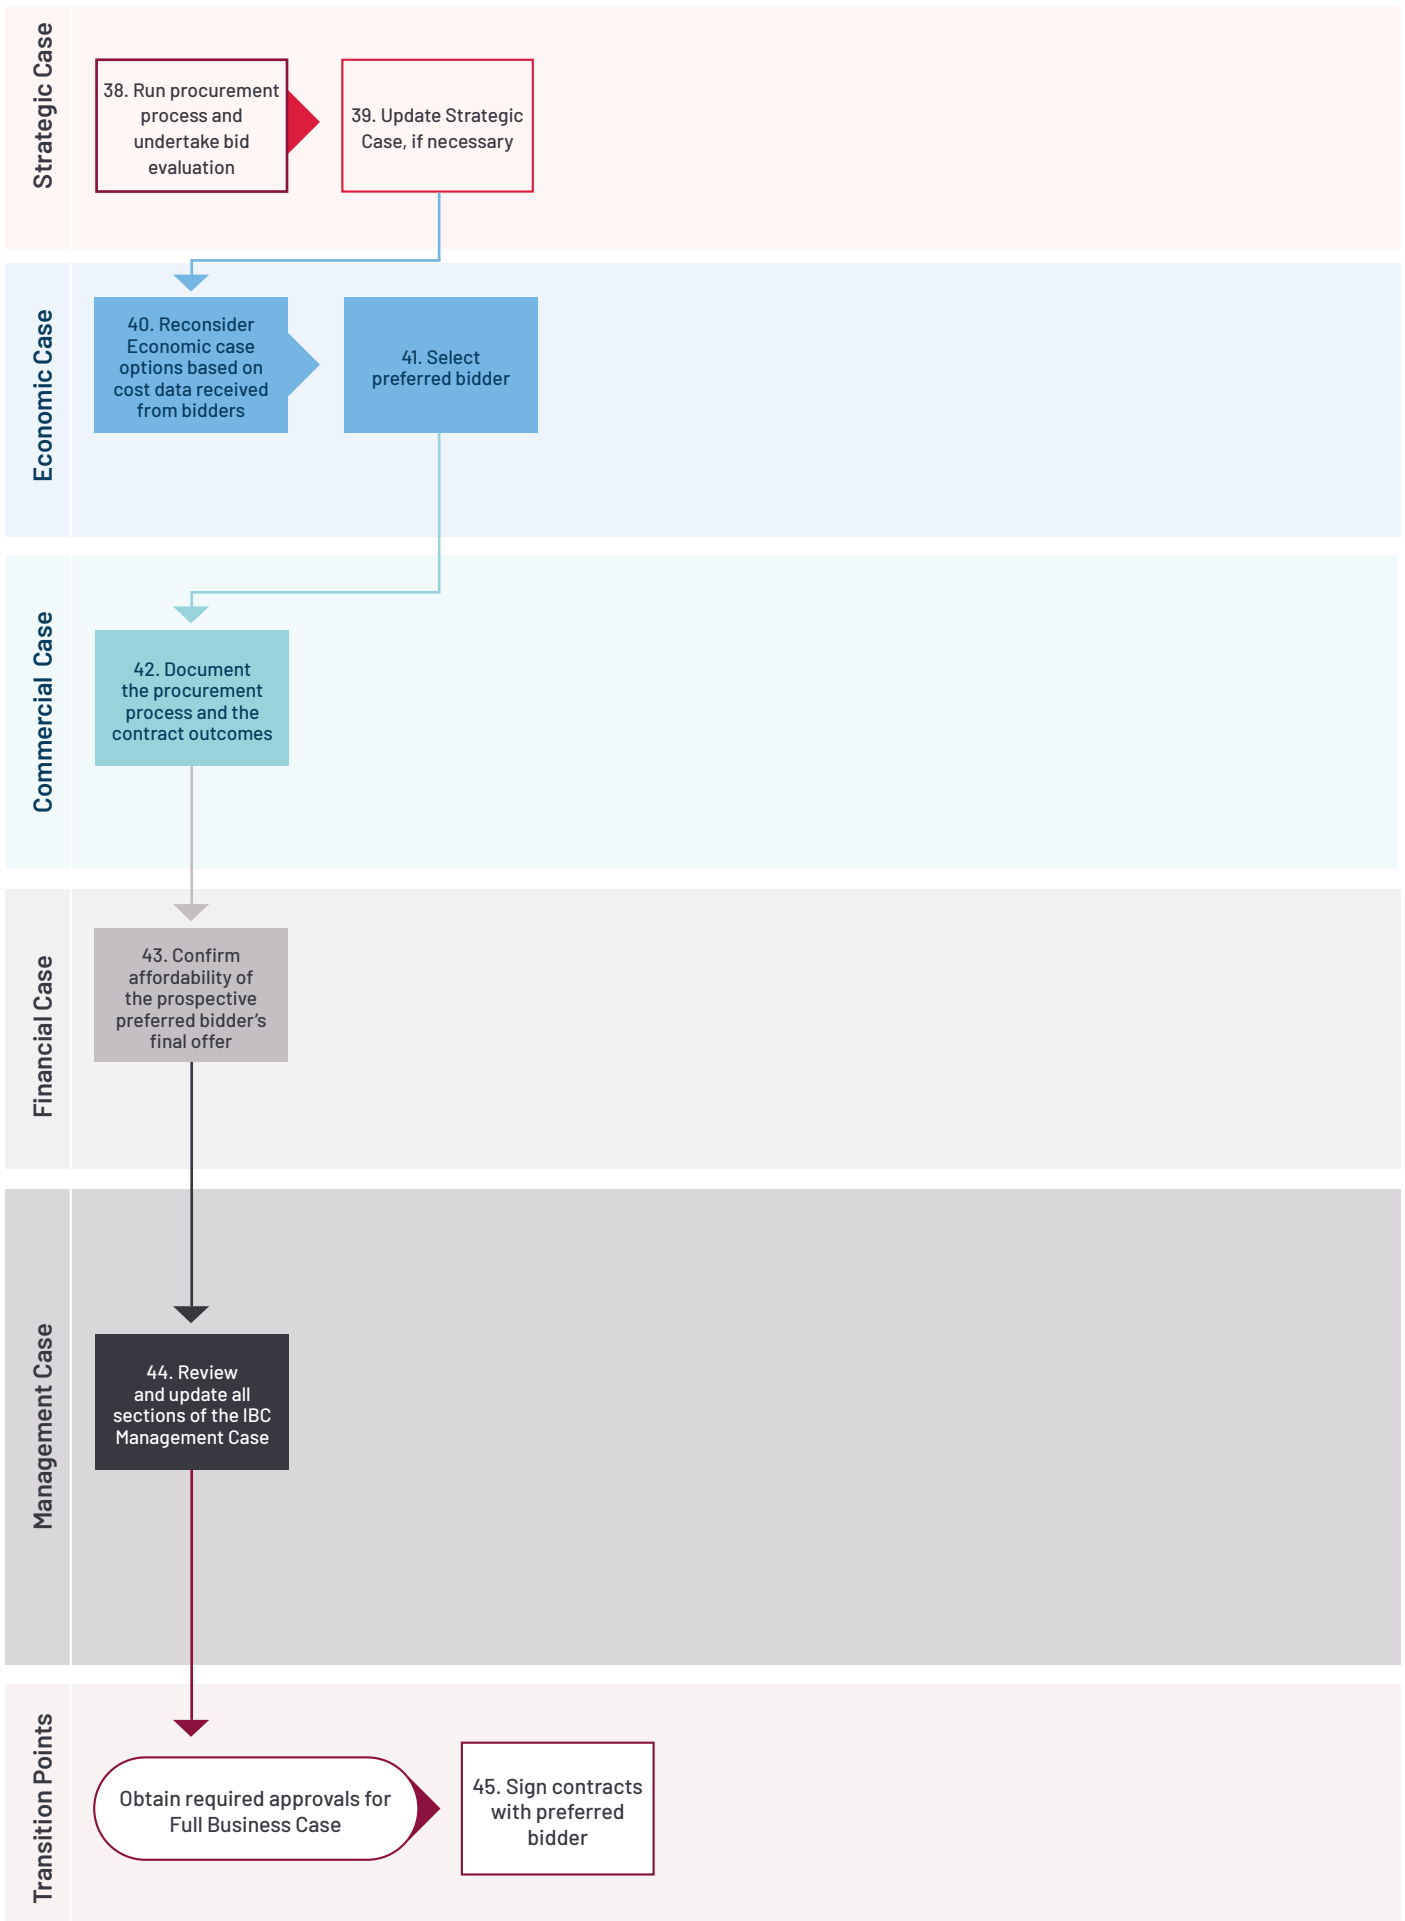 Strategic Case
38. Run procurement
process and
undertake bid
evaluation
39. Update Strategic
Case, if necessary
Economic Case
40. Reconsider
Economic case
options based on
cost data received
from bidders
41. Select
preferred bidder
Commercial Case
42. Document
the procurement
process and the
contract outcomes
Financial Case
43. Confirm
affordability of
the prospective
preferred bidder’s
final offer
Management Case
44. Review
and update all
sections of the IBC
Management Case
Transition Points
Obtain required approvals for
Full Business Case
45. Sign contracts
with preferred
bidder